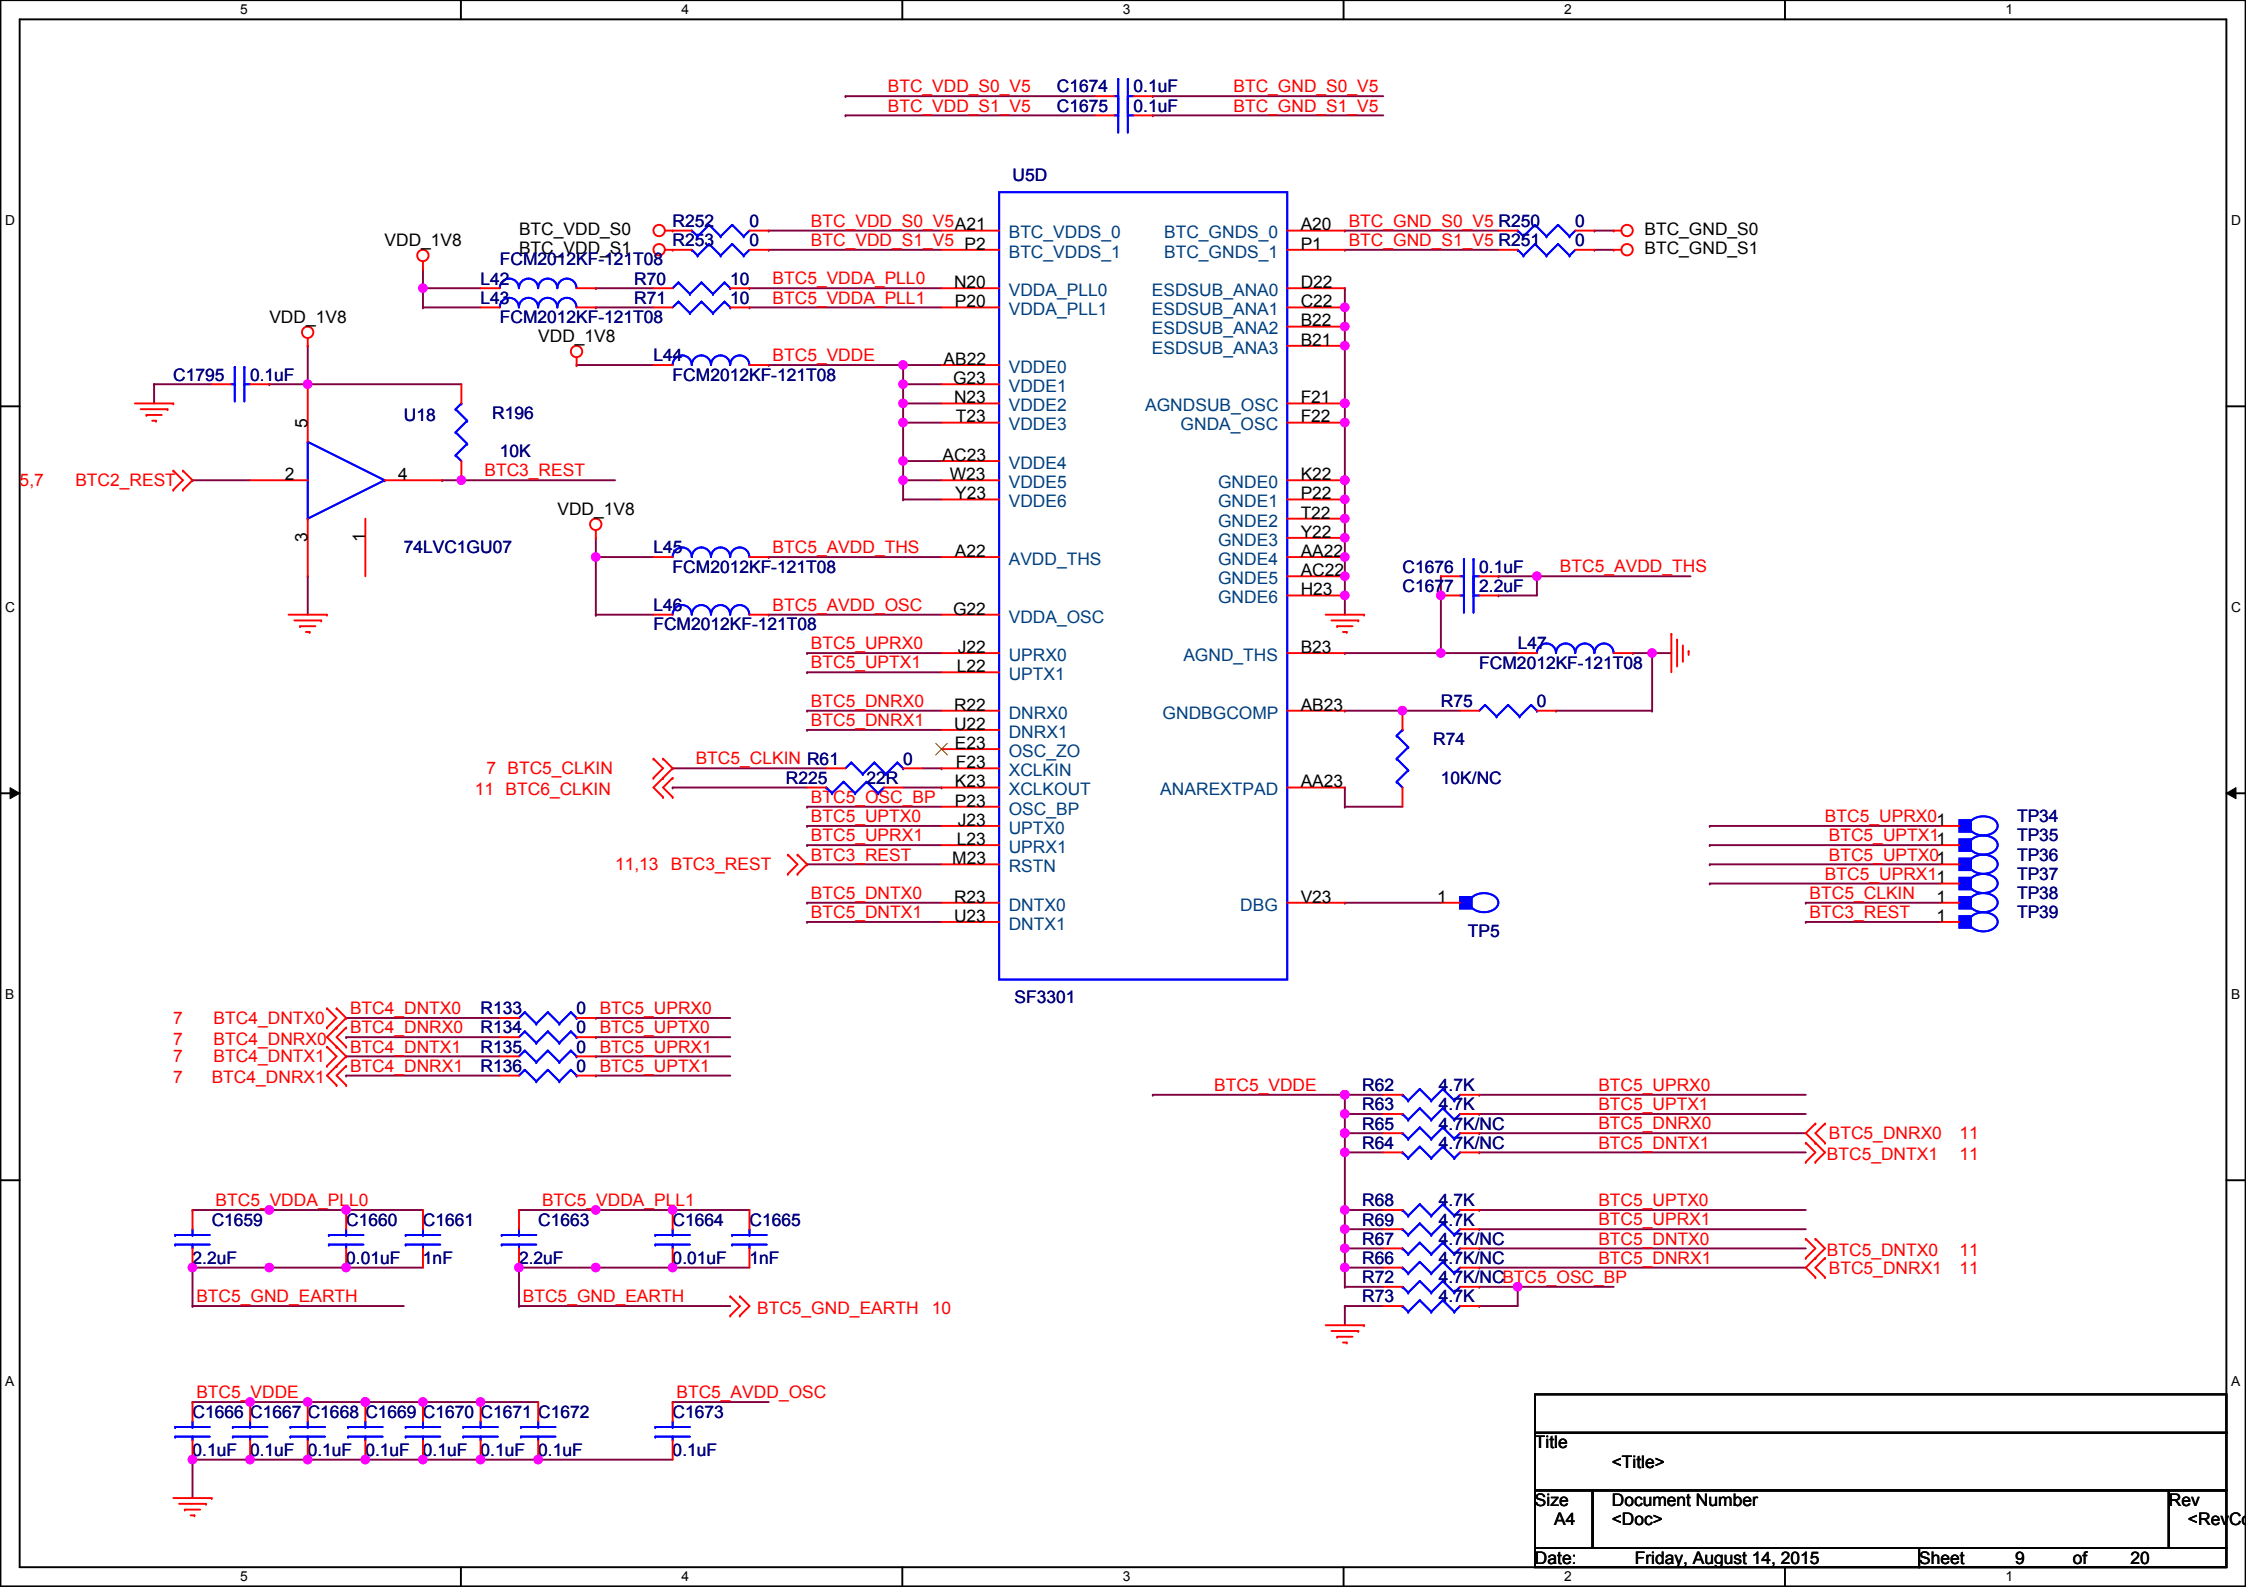 5 4 3 2 1
BTC_VDD_S0_V5 C1674 0.1uF BTC_GND_S0_V5
BTC_VDD_S1_V5 C1675 0.1uF BTC_GND_S1_V5
U5D
D D
BTC_VDD_S0 R252 0 BTC_VDD_S0_V5 A21 BTC_VDDS_0 BTC_GNDS_0 A20 BTC_GND_S0_V5 R250 0 BTC_GND_S0
BTC_VDD_S1 R253 0 BTC_VDD_S1_V5 P2 BTC_VDDS_1 BTC_GNDS_1 P1 BTC_GND_S1_V5 R251 0 BTC_GND_S1
VDD_1V8
FCM2012KF-121T08
L42 R70 10 BTC5_VDDA_PLL0 N20 VDDA_PLL0 ESDSUB_ANA0 D22
L43 R71 10 BTC5_VDDA_PLL1 P20 VDDA_PLL1 ESDSUB_ANA1 C22
FCM2012KF-121T08
ESDSUB_ANA2 B22
ESDSUB_ANA3 B21
VDD_1V8
VDD_1V8
L44 BTC5_VDDE AB22 VDDE0
FCM2012KF-121T08
G23 VDDE1
N23 VDDE2 AGNDSUB_OSC F21
T23 VDDE3 GNDA_OSC F22
AC23 VDDE4
W23 VDDE5 GNDE0 K22
Y23 VDDE6 GNDE1 P22
GNDE2 T22
GNDE3 Y22
GNDE4 AA22
GNDE5 AC22
GNDE6 H23
C1795 0.1uF
U18 R196
10K
5
5,7 BTC2_REST 2 4 BTC3_REST
3 1
74LVC1GU07
VDD_1V8
L45 BTC5_AVDD_THS A22 AVDD_THS
FCM2012KF-121T08
L46 BTC5_AVDD_OSC G22 VDDA_OSC
FCM2012KF-121T08
C1676 0.1uF BTC5_AVDD_THS
C1677 2.2uF
C C
BTC5_UPRX0 J22 UPRX0 AGND_THS B23 L47
FCM2012KF-121T08
BTC5_UPTX1 L22 UPTX1
BTC5_DNRX0 R22 DNRX0 GNDBGCOMP AB23 R75 0
BTC5_DNRX1 U22 DNRX1
E23 OSC_ZO R74
10K/NC
7 BTC5_CLKIN BTC5_CLKIN R61 0 F23 XCLKIN
11 BTC6_CLKIN R225 22R K23 XCLKOUT ANAREXTPAD AA23
BTC5_OSC_BP P23 OSC_BP
BTC5_UPTX0 J23 UPTX0
BTC5_UPRX1 L23 UPRX1
11,13 BTC3_REST BTC3_REST M23 RSTN
BTC5_DNTX0 R23 DNTX0 DBG V23 1 TP5
BTC5_DNTX1 U23 DNTX1
SF3301
BTC5_UPRX0 1 TP34
BTC5_UPTX1 1 TP35
BTC5_UPTX0 1 TP36
BTC5_UPRX1 1 TP37
BTC5_CLKIN 1 TP38
BTC3_REST 1 TP39
B B
7 BTC4_DNTX0 BTC4_DNTX0 R133 0 BTC5_UPRX0
7 BTC4_DNRX0 BTC4_DNRX0 R134 0 BTC5_UPTX0
7 BTC4_DNTX1 BTC4_DNTX1 R135 0 BTC5_UPRX1
7 BTC4_DNRX1 BTC4_DNRX1 R136 0 BTC5_UPTX1
BTC5_VDDE R62 4.7K BTC5_UPRX0
R63 4.7K BTC5_UPTX1
R65 4.7K/NC BTC5_DNRX0 BTC5_DNRX0 11
R64 4.7K/NC BTC5_DNTX1 BTC5_DNTX1 11
R68 4.7K BTC5_UPTX0
R69 4.7K BTC5_UPRX1
R67 4.7K/NC BTC5_DNTX0 BTC5_DNTX0 11
R66 4.7K/NC BTC5_DNRX1 BTC5_DNRX1 11
R72 4.7K/NC BTC5_OSC_BP
R73 4.7K
BTC5_VDDA_PLL0 BTC5_VDDA_PLL1
C1659 C1660 C1661 C1663 C1664 C1665
2.2uF 0.01uF 1nF 2.2uF 0.01uF 1nF
BTC5_GND_EARTH BTC5_GND_EARTH BTC5_GND_EARTH 10
A A
BTC5_VDDE BTC5_AVDD_OSC
C1666 C1667 C1668 C1669 C1670 C1671 C1672 C1673
0.1uF 0.1uF 0.1uF 0.1uF 0.1uF 0.1uF 0.1uF 0.1uF
Title
<Title>
Size Document Number Rev
A4 <Doc> <RevCo
Date: Friday, August 14, 2015 Sheet 9 of 20
5 4 3 2 1